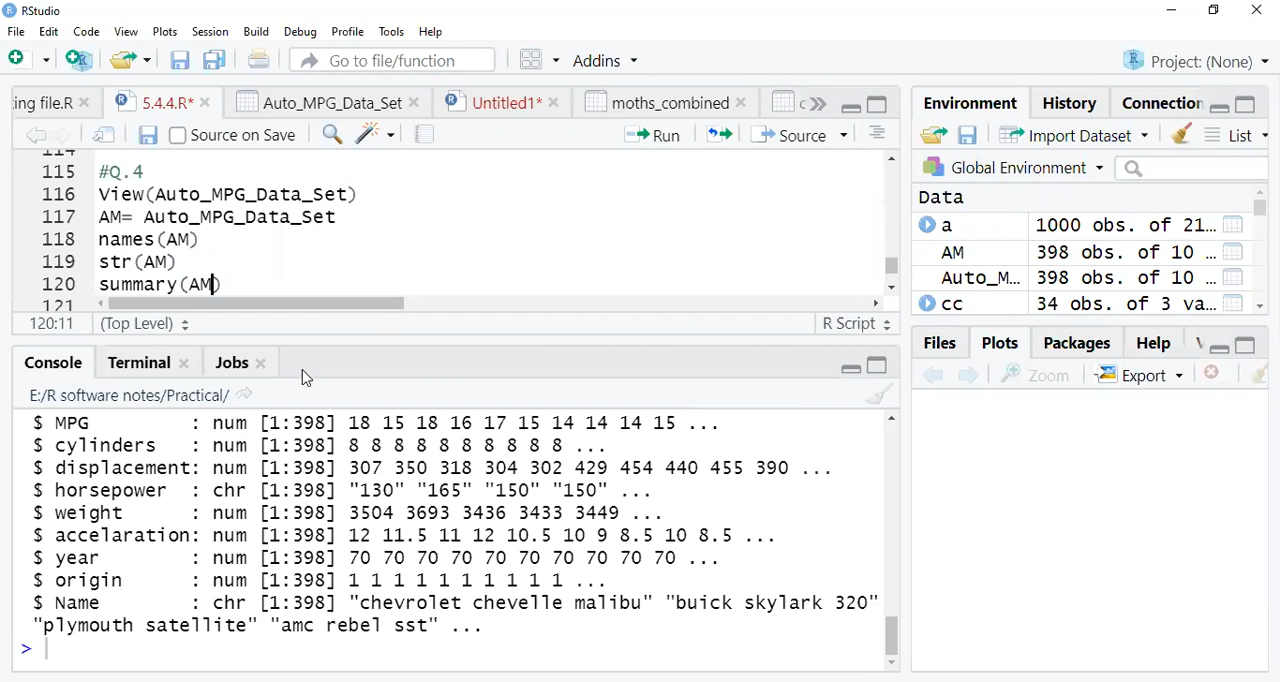 RStudio
File Edit Code View Plots Session Build Debug Profile Tools Help
Go to file/function Addins Project: (None)
ing file.R 5.4.4.R* Auto_MPG_Data_Set Untitled1* moths_combined
Source on Save Run Source
115 #Q.4
116 View(Auto_MPG_Data_Set)
117 AM= Auto_MPG_Data_Set
118 names(AM)
119 str(AM)
120 summary(AM)
121
120:11 (Top Level) R Script
Console Terminal Jobs
E:/R software notes/Practical/
$ MPG : num [1:398] 18 15 18 16 17 15 14 14 14 15 ...
$ cylinders : num [1:398] 8 8 8 8 8 8 8 8 8 8 ...
$ displacement: num [1:398] 307 350 318 304 302 429 454 440 455 390 ...
$ horsepower : chr [1:398] "130" "165" "150" "150" ...
$ weight : num [1:398] 3504 3693 3436 3433 3449 ...
$ accelaration: num [1:398] 12 11.5 11 12 10.5 10 9 8.5 10 8.5 ...
$ year : num [1:398] 70 70 70 70 70 70 70 70 70 70 ...
$ origin : num [1:398] 1 1 1 1 1 1 1 1 1 1 ...
$ Name : chr [1:398] "chevrolet chevelle malibu" "buick skylark 320"
"plymouth satellite" "amc rebel sst" ...
>
Environment History Connection
Import Dataset List
Global Environment
Data
a 1000 obs. of 21...
AM 398 obs. of 10 ...
Auto_M... 398 obs. of 10 ...
cc 34 obs. of 3 va...
Files Plots Packages Help
Zoom Export